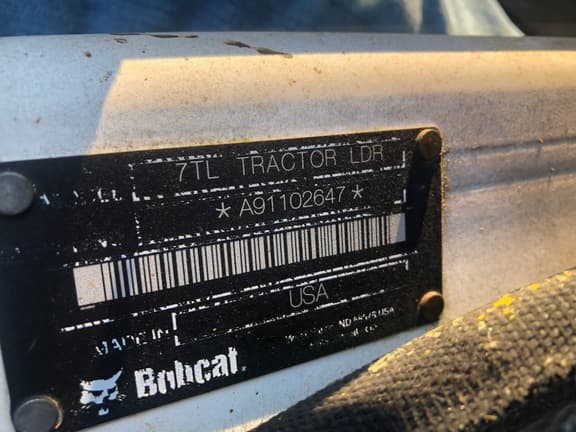 7TL TRACTOR LDR
*A91102647*
MADE IN USA
Bobcat